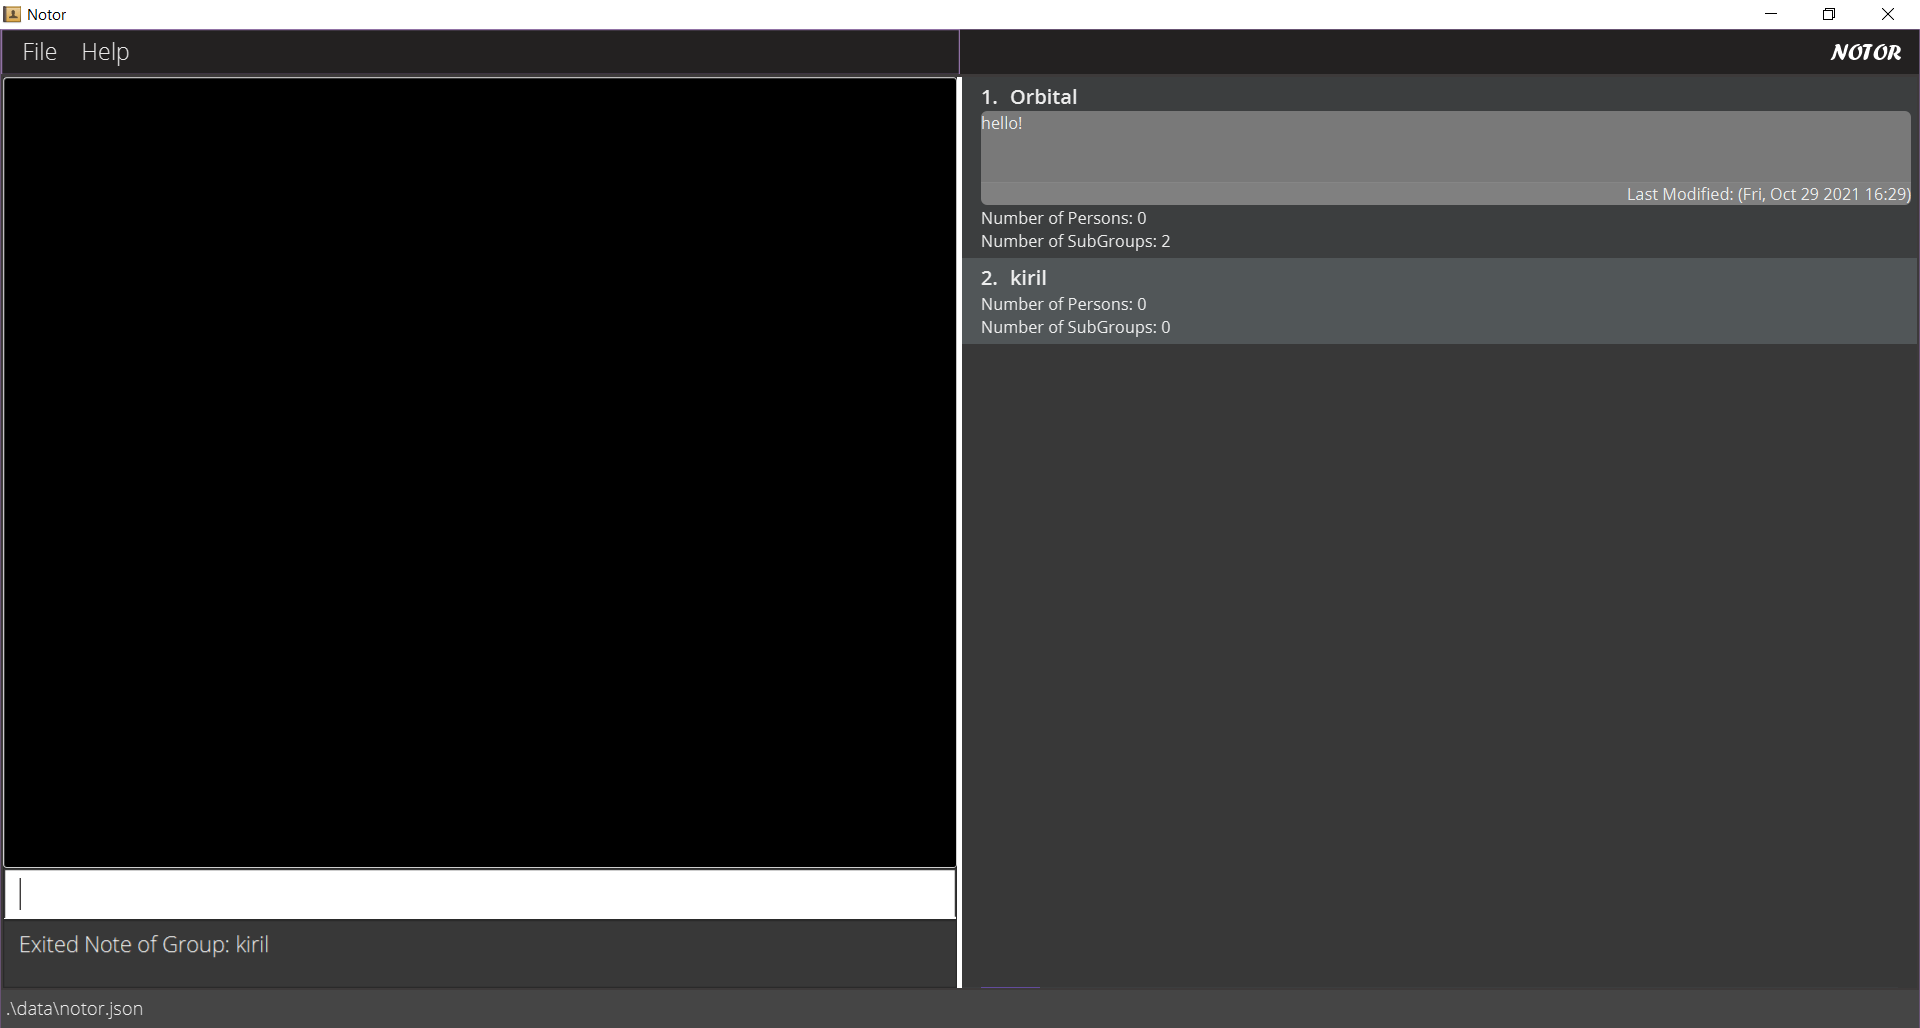 Notor
File Help
NOTOR
1. Orbital
hello!
Last Modified: (Fri, Oct 29 2021 16:29)
Number of Persons: 0
Number of SubGroups: 2
2. kiril
Number of Persons: 0
Number of SubGroups: 0
Exited Note of Group: kiril
.\data\notor.json